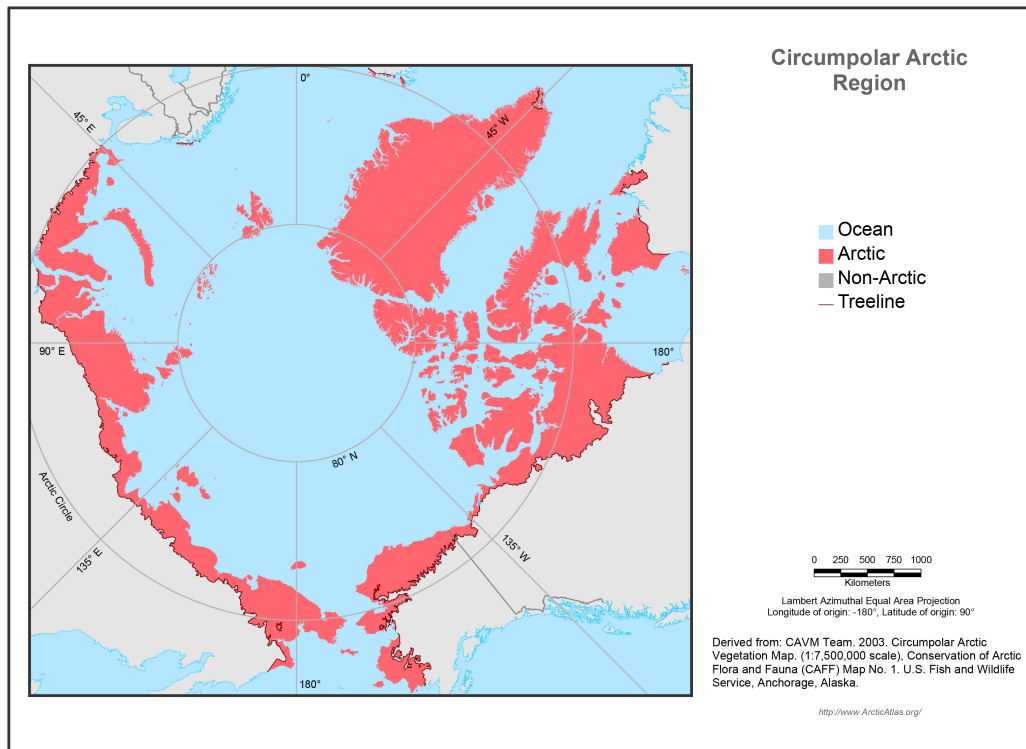 Circumpolar Arctic
Region
0°
45° E
45° W
90° E
180°
80° N
Arctic Circle
135° E
135° W
180°
Ocean
Arctic
Non-Arctic
Treeline
0 250 500 750 1000
Kilometers
Lambert Azimuthal Equal Area Projection
Longitude of origin: -180°, Latitude of origin: 90°
Derived from: CAVM Team. 2003. Circumpolar Arctic
Vegetation Map. (1:7,500,000 scale), Conservation of Arctic
Flora and Fauna (CAFF) Map No. 1. U.S. Fish and Wildlife
Service, Anchorage, Alaska.
http://www.ArcticAtlas.org/